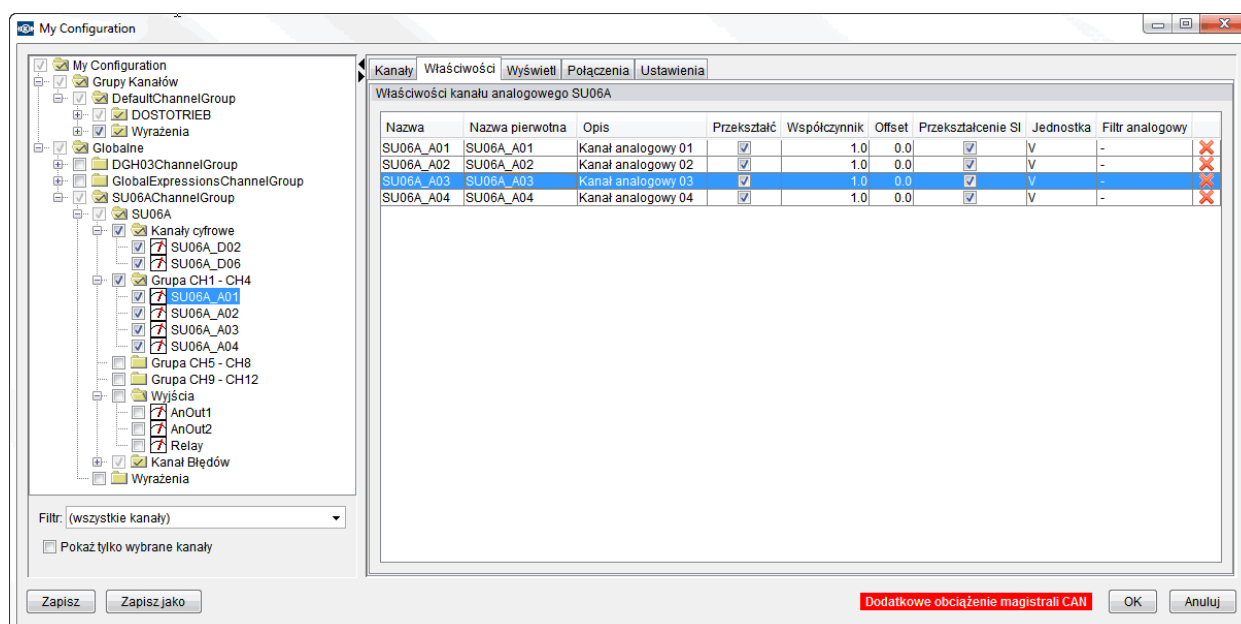 My Configuration
My Configuration
Grupy Kanałów
DefaultChannelGroup
DOSTOTRIEB
Wyrażenia
Globalne
DGH03ChannelGroup
GlobalExpressionsChannelGroup
SU06AChannelGroup
SU06A
Kanały cyfrowe
SU06A_D02
SU06A_D06
Grupa CH1 - CH4
SU06A_A01
SU06A_A02
SU06A_A03
SU06A_A04
Grupa CH5 - CH8
Grupa CH9 - CH12
Wyjścia
AnOut1
AnOut2
Relay
Kanał Błędów
Wyrażenia
Filtr: (wszystkie kanały)
Pokaż tylko wybrane kanały
Kanały Właściwości Wyświetl Połączenia Ustawienia
Właściwości kanału analogowego SU06A
Nazwa Nazwa pierwotna Opis Przekształć Współczynnik Offset Przekształcenie SI Jednostka Filtr analogowy
SU06A_A01 SU06A_A01 Kanał analogowy 01 1.0 0.0 V -
SU06A_A02 SU06A_A02 Kanał analogowy 02 1.0 0.0 V -
SU06A_A03 SU06A_A03 Kanał analogowy 03 1.0 0.0 V -
SU06A_A04 SU06A_A04 Kanał analogowy 04 1.0 0.0 V -
Zapisz Zapisz jako Dodatkowe obciążenie magistrali CAN OK Anuluj